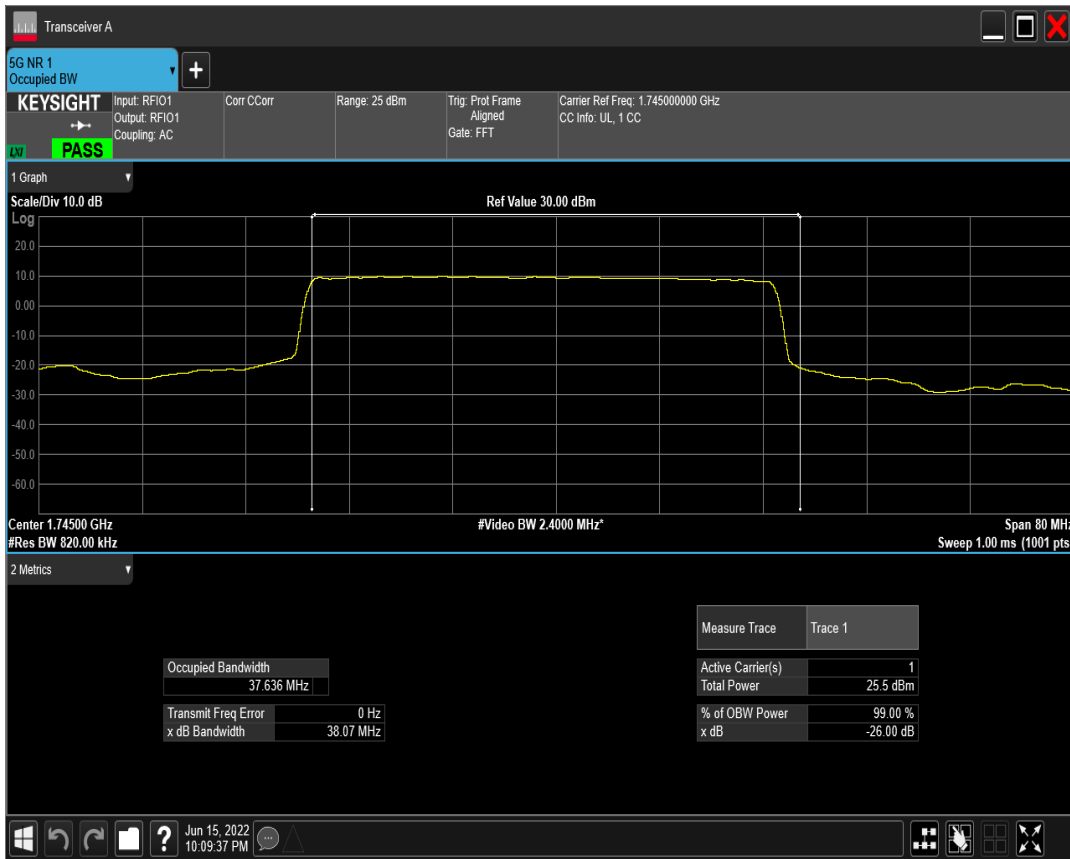 Transceiver A
5G NR 1
Occupied BW
KEYSIGHT
LXI
PASS
Input: RFIO1
Output: RFIO1
Coupling: AC
Corr CCorr
Range: 25 dBm
Trig: Prot Frame
Aligned
Gate: FFT
Carrier Ref Freq: 1.745000000 GHz
CC Info: UL, 1 CC
1 Graph
Scale/Div 10.0 dB
Ref Value 30.00 dBm
Log
20.0
10.0
0.00
-10.0
-20.0
-30.0
-40.0
-50.0
-60.0
Center 1.74500 GHz
#Video BW 2.4000 MHz*
Span 80 MHz
#Res BW 820.00 kHz
Sweep 1.00 ms (1001 pts
2 Metrics
Measure Trace Trace 1
Occupied Bandwidth
37.636 MHz
Active Carrier(s) 1
Total Power 25.5 dBm
Transmit Freq Error 0 Hz
x dB Bandwidth 38.07 MHz
% of OBW Power 99.00 %
x dB -26.00 dB
?
Jun 15, 2022
10:09:37 PM